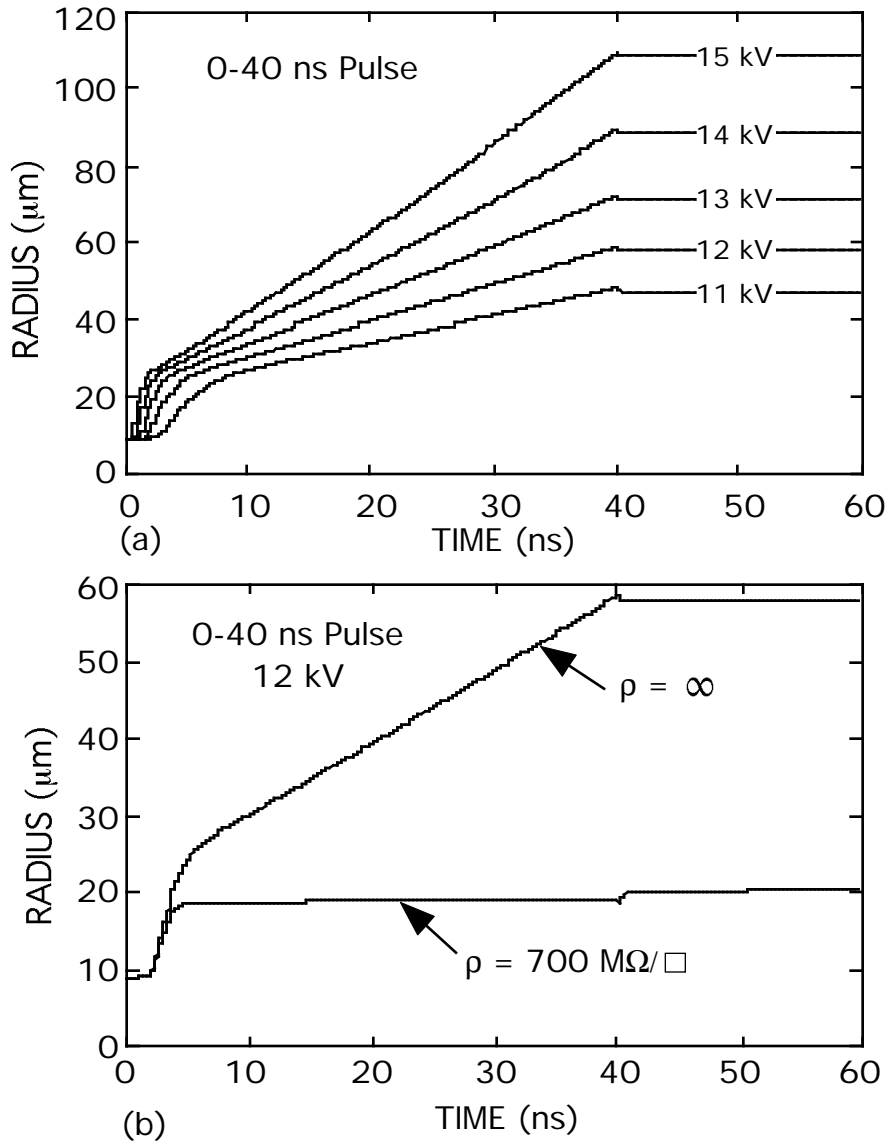 120
100
80
60
40
20
0
RADIUS (μm)
0-40 ns Pulse
15 kV
14 kV
13 kV
12 kV
11 kV
0 10 20 30 40 50 60
(a) TIME (ns)
60
50
40
30
20
10
0
RADIUS (μm)
0-40 ns Pulse
12 kV
ρ = ∞
ρ = 700 MΩ/□
0 10 20 30 40 50 60
(b) TIME (ns)